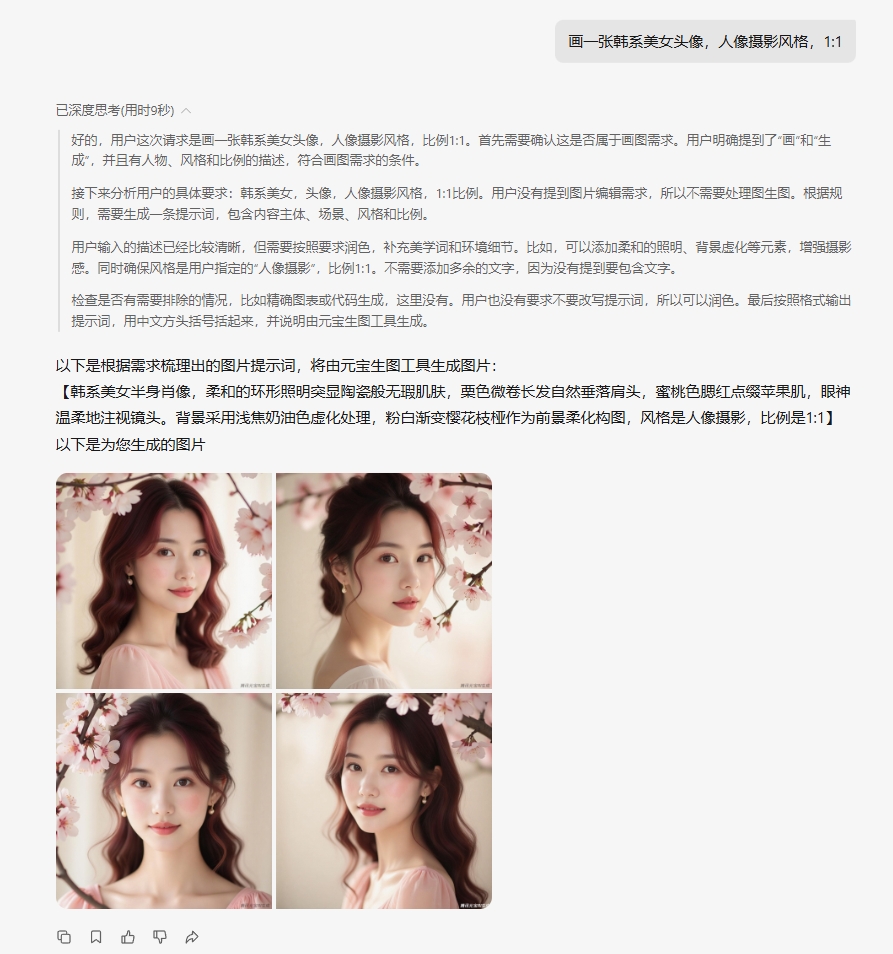 画一张韩系美女头像，人像摄影风格，1:1
已深度思考(用时9秒)
好的，用户这次请求是画一张韩系美女头像，人像摄影风格，比例1:1。首先需要确认这是否属于画图需求。用户明确提到了“画”和“生
成”，并且有人物、风格和比例的描述，符合画图需求的条件。
接下来分析用户的具体要求：韩系美女，头像，人像摄影风格，1:1比例。用户没有提到图片编辑需求，所以不需要处理图生图。根据规
则，需要生成一条提示词，包含内容主体、场景、风格和比例。
用户输入的描述已经比较清晰，但需要按照要求润色，补充美学词和环境细节。比如，可以添加柔和的照明、背景虚化等元素，增强摄影
感。同时确保风格是用户指定的“人像摄影”，比例1:1。不需要添加多余的文字，因为没有提到要包含文字。
检查是否有需要排除的情况，比如精确图表或代码生成，这里没有。用户也没有要求不要改写提示词，所以可以润色。最后按照格式输出
提示词，用中文方头括号括起来，并说明由元宝生图工具生成。
以下是根据需求梳理出的图片提示词，将由元宝生图工具生成图片：
【韩系美女半身肖像，柔和的环形照明突显陶瓷般无瑕肌肤，栗色微卷长发自然垂落肩头，蜜桃色腮红点缀苹果肌，眼神
温柔地注视镜头。背景采用浅焦奶油色虚化处理，粉白渐变樱花枝桠作为前景柔化构图，风格是人像摄影，比例是1:1】
以下是为您生成的图片